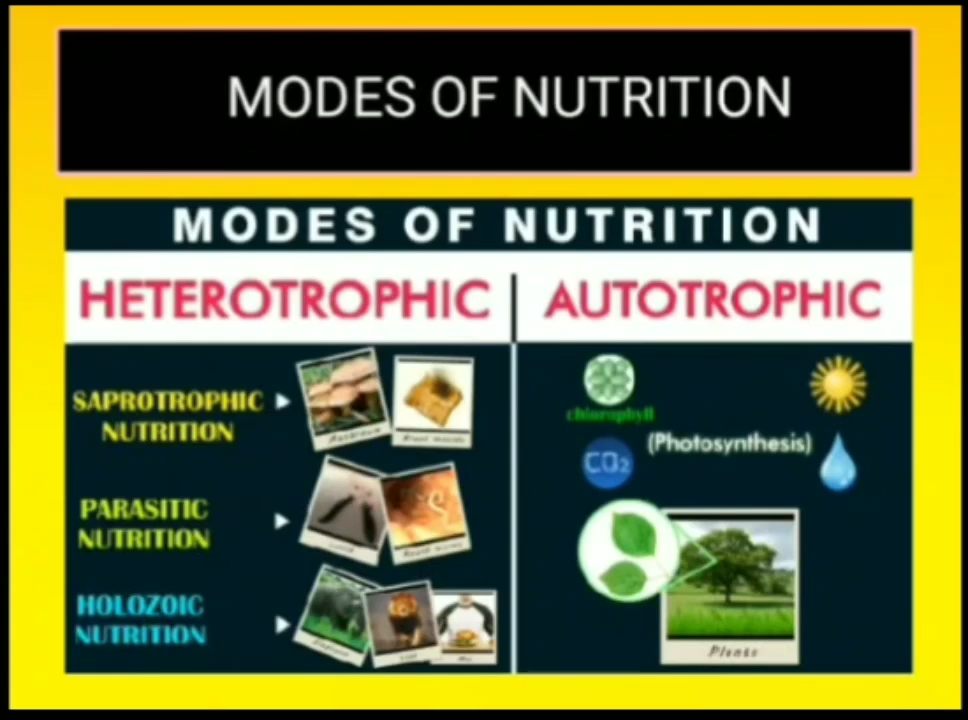 MODES OF NUTRITION
MODES OF NUTRITION
HETEROTROPHIC
AUTOTROPHIC
SAPROTROPHIC
NUTRITION
PARASITIC
NUTRITION
HOLOZOIC
NUTRITION
chlorophyll
(Photosynthesis)
CO2
Plants